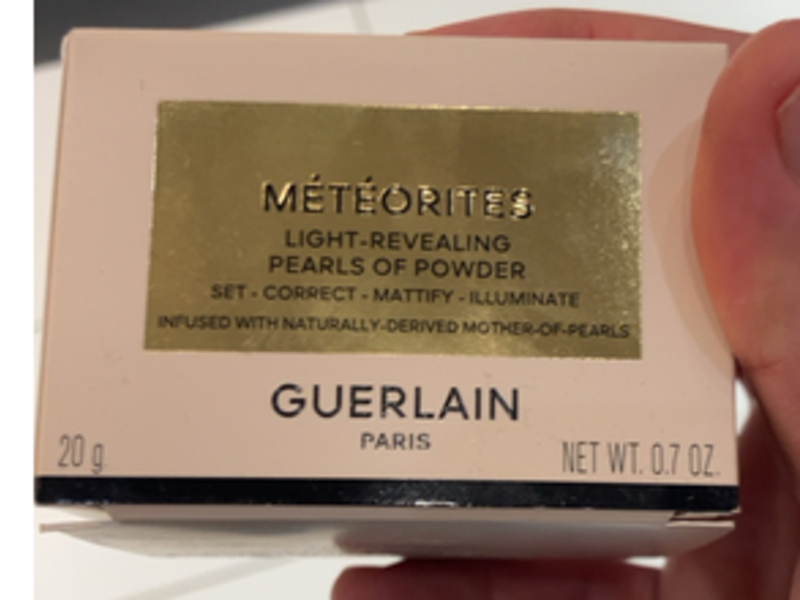 MÉTÉORITES
LIGHT-REVEALING
PEARLS OF POWDER
SET - CORRECT - MATTIFY - ILLUMINATE
INFUSED WITH NATURALLY-DERIVED MOTHER-OF-PEARLS
GUERLAIN
PARIS
20 g NET WT. 0.7 OZ.